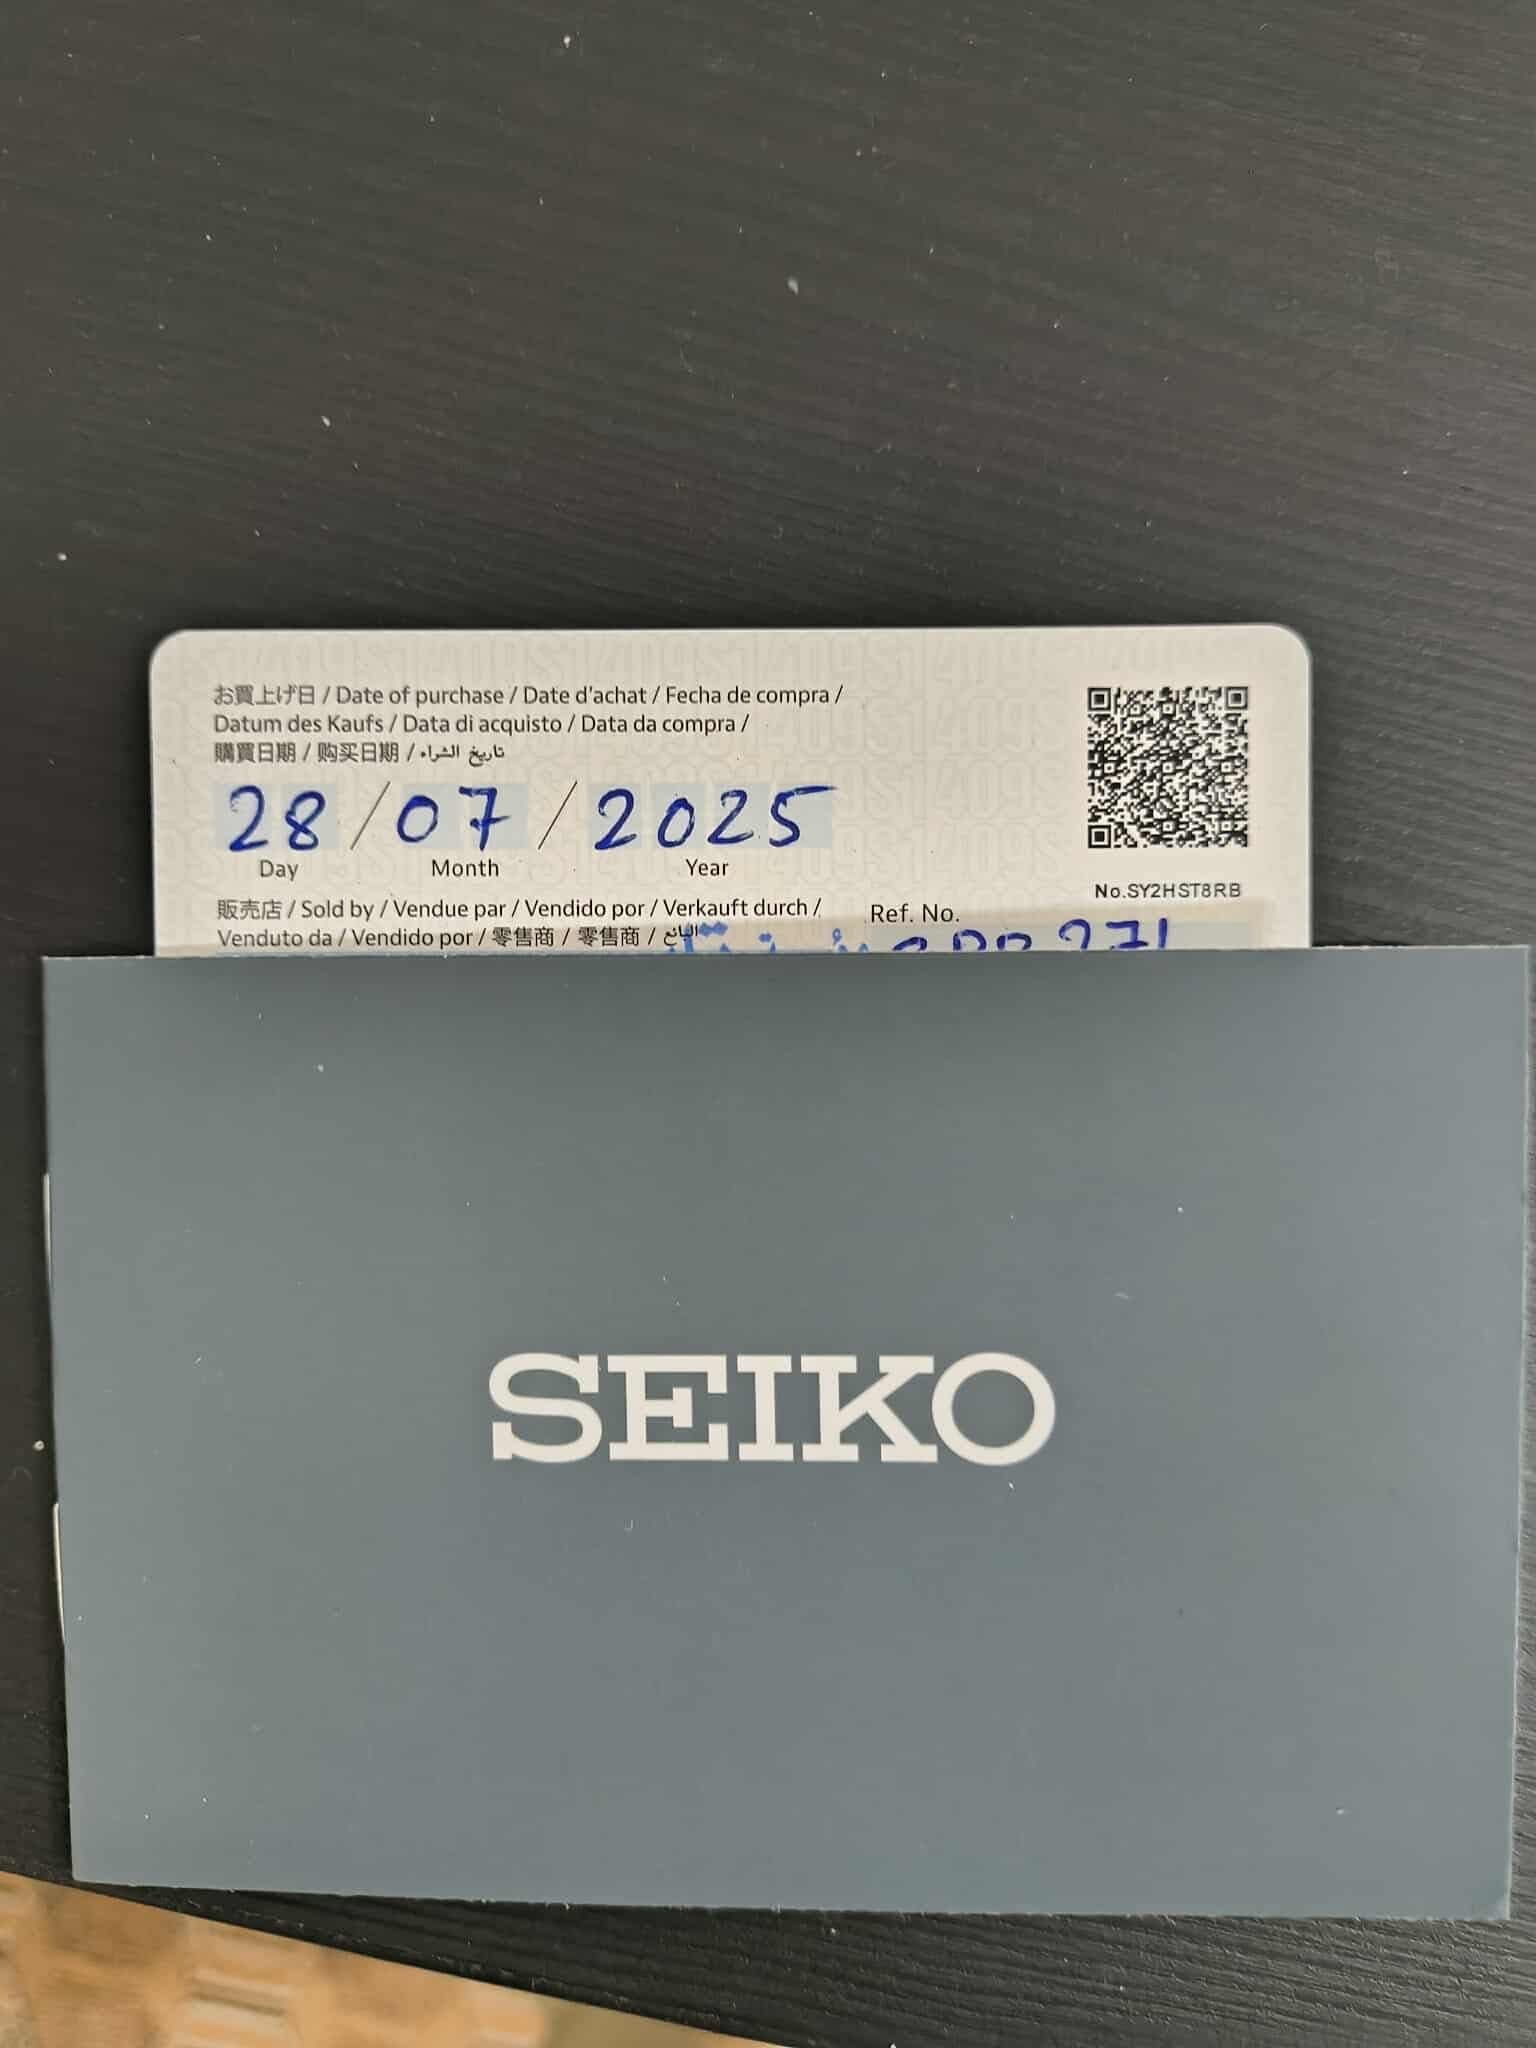 お買上げ日 / Date of purchase / Date d'achat / Fecha de compra /
Datum des Kaufs / Data di acquisto / Data da compra /
購買日期 / 购买日期 / تاريخ الشراء
28 / 07 / 2025
Day Month Year
No.SY2HST8RB
販売店 / Sold by / Vendue par / Vendido por / Verkauft durch /
Venduto da / Vendido por / 零售商 / 零售商 / البائع
Ref. No.
SEIKO